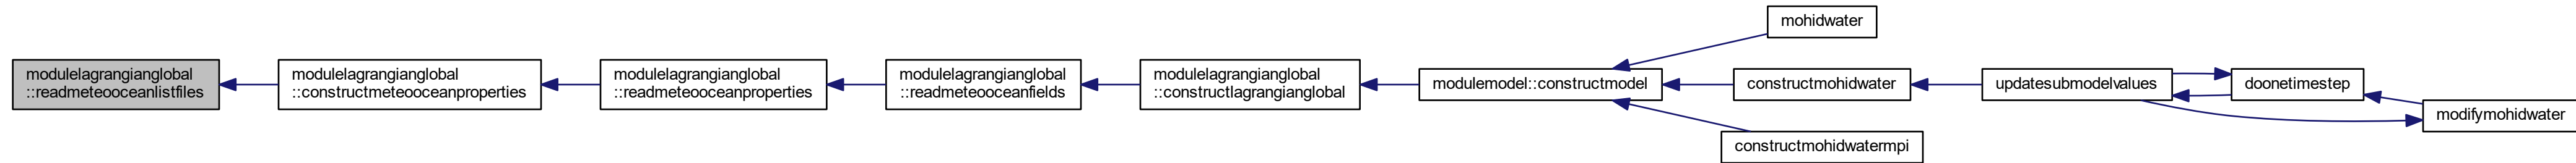 modulelagrangianglobal
::readmeteooceanlistfiles
modulelagrangianglobal
::constructmeteooceanproperties
modulelagrangianglobal
::readmeteooceanproperties
modulelagrangianglobal
::readmeteooceanfields
modulelagrangianglobal
::constructlagrangianglobal
modulemodel::constructmodel
mohidwater
constructmohidwater
constructmohidwatermpi
updatesubmodelvalues
doonetimestep
modifymohidwater